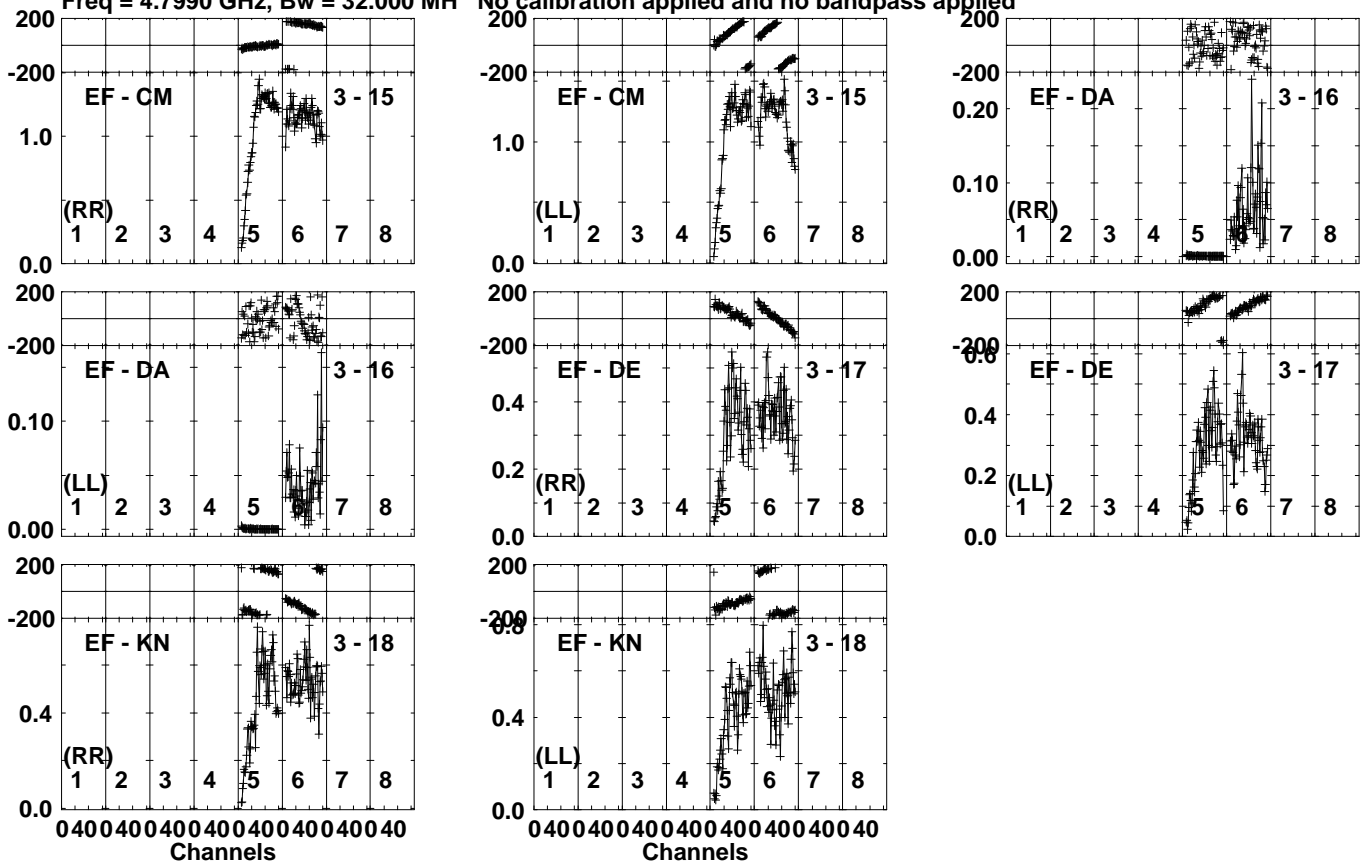 Freq = 4.7990 GHz, Bw = 32.000 MH No calibration applied and no bandpass applied
200
-200
EF - CM 3 - 15
1.0
(RR)
1 2 3 4 5 6 7 8
0.0
200
-200
EF - CM 3 - 15
1.0
(LL)
1 2 3 4 5 6 7 8
0.0
200
-200
EF - DA 3 - 16
0.20
0.10
(RR)
1 2 3 4 5 6 7 8
0.00
200
-200
EF - DA 3 - 16
0.10
(LL)
1 2 3 4 5 6 7 8
0.00
200
-200
EF - DE 3 - 17
0.4
0.2
(RR)
1 2 3 4 5 6 7 8
0.0
200
-200
0.6
EF - DE 3 - 17
0.4
0.2
(LL)
1 2 3 4 5 6 7 8
0.0
200
-200
EF - KN 3 - 18
0.4
(RR)
1 2 3 4 5 6 7 8
0.0
200
-200
0.8
EF - KN 3 - 18
0.4
(LL)
1 2 3 4 5 6 7 8
0.0
0 40 0 40 0 40 0 40 0 40 0 40 0 40 0 40
Channels
0 40 0 40 0 40 0 40 0 40 0 40 0 40 0 40
Channels